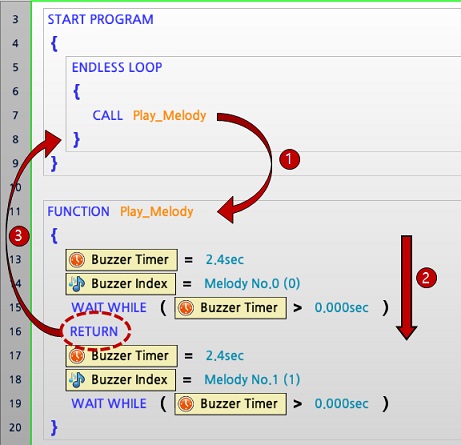 3 START PROGRAM
4 {
5 ENDLESS LOOP
6 {
7 CALL Play_Melody
8 }
9 }
10
11 FUNCTION Play_Melody
{
13 Buzzer Timer = 2.4sec
14 Buzzer Index = Melody No.0 (0)
15 WAIT WHILE ( Buzzer Timer > 0.000sec )
16 RETURN
17 Buzzer Timer = 2.4sec
18 Buzzer Index = Melody No.1 (1)
19 WAIT WHILE ( Buzzer Timer > 0.000sec )
20 }
1
2
3